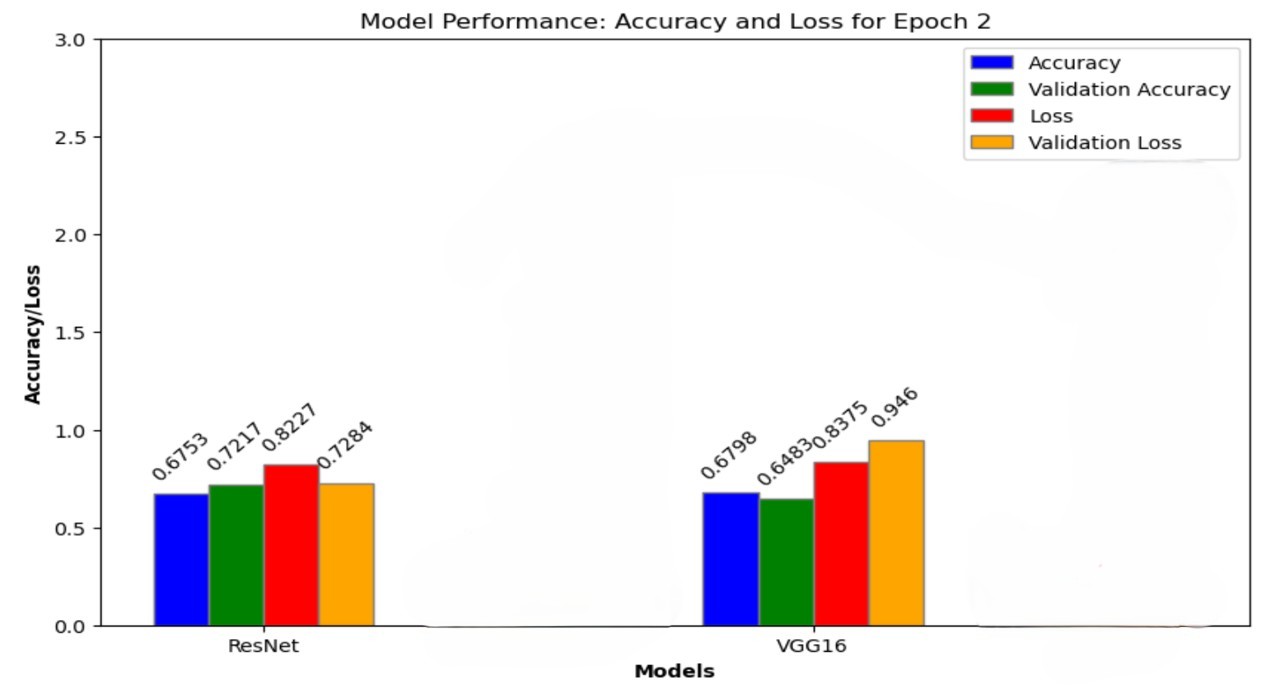 Model Performance: Accuracy and Loss for Epoch 2
3.0
2.5
2.0
1.5
1.0
0.5
0.0
Accuracy/Loss
Accuracy
Validation Accuracy
Loss
Validation Loss
0.6753
0.7217
0.8227
0.7284
0.6798
0.6483
0.8375
0.946
ResNet
VGG16
Models